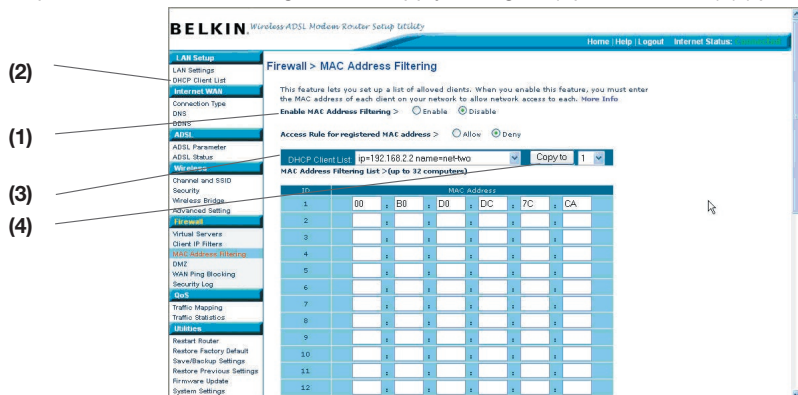 BELKIN. Wireless ADSL Modem Router Setup Utility
Home | Help | Logout Internet Status:
LAN Setup
LAN Settings
DHCP Client List
Internet WAN
Connection Type
DNS
DDNS
ADSL
ADSL Parameter
ADSL Status
Wireless
Channel and SSID
Security
Wireless Bridge
Advanced Setting
Firewall
Virtual Servers
Client IP Filters
MAC Address Filtering
DMZ
WAN Ping Blocking
Security Log
QoS
Traffic Mapping
Traffic Statistics
Utilities
Restart Router
Restore Factory Default
Save/Backup Settings
Restore Previous Settings
Firmware Update
System Settings
(2)
(1)
(3)
(4)
Firewall > MAC Address Filtering
This feature lets you set up a list of allowed clients. When you enable this feature, you must enter
the MAC address of each client on your network to allow network access to each. More Info
Enable MAC Address Filtering > Enable Disable
Access Rule for registered MAC address > Allow Deny
DHCP Client List: ip=192.168.2.2 name=net-two Copy to 1
MAC Address Filtering List >(up to 32 computers)
ID MAC Address
1 00 : B0 : D0 : DC : 7C : CA
2 : : : : :
3 : : : : :
4 : : : : :
5 : : : : :
6 : : : : :
7 : : : : :
8 : : : : :
9 : : : : :
10 : : : : :
11 : : : : :
12 : : : : :